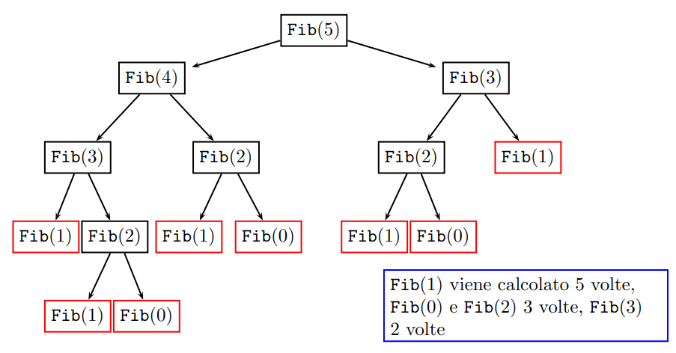 Fib(5)
Fib(4) Fib(3)
Fib(3) Fib(2) Fib(2) Fib(1)
Fib(1) Fib(2) Fib(1) Fib(0) Fib(1) Fib(0)
Fib(1) Fib(0)
Fib(1) viene calcolato 5 volte,
Fib(0) e Fib(2) 3 volte, Fib(3)
2 volte